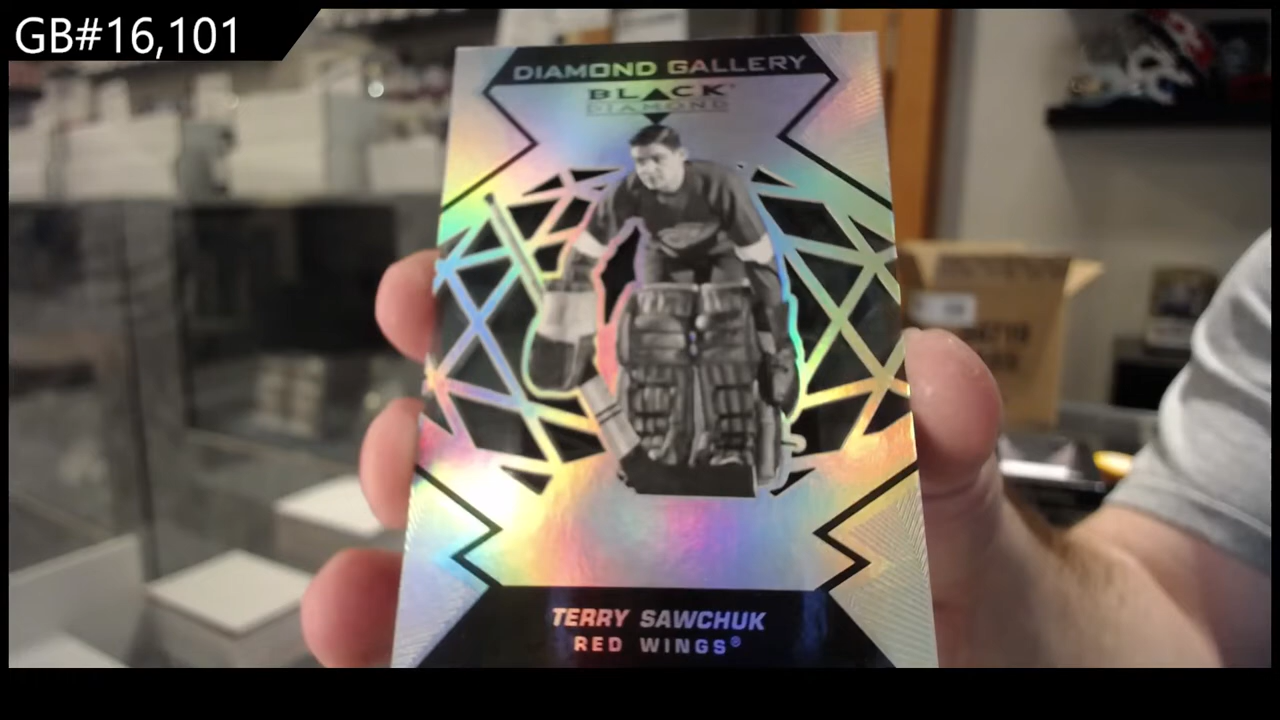 GB#16,101
DIAMOND GALLERY
BLACK
DIAMOND
TERRY SAWCHUK
RED WINGS®